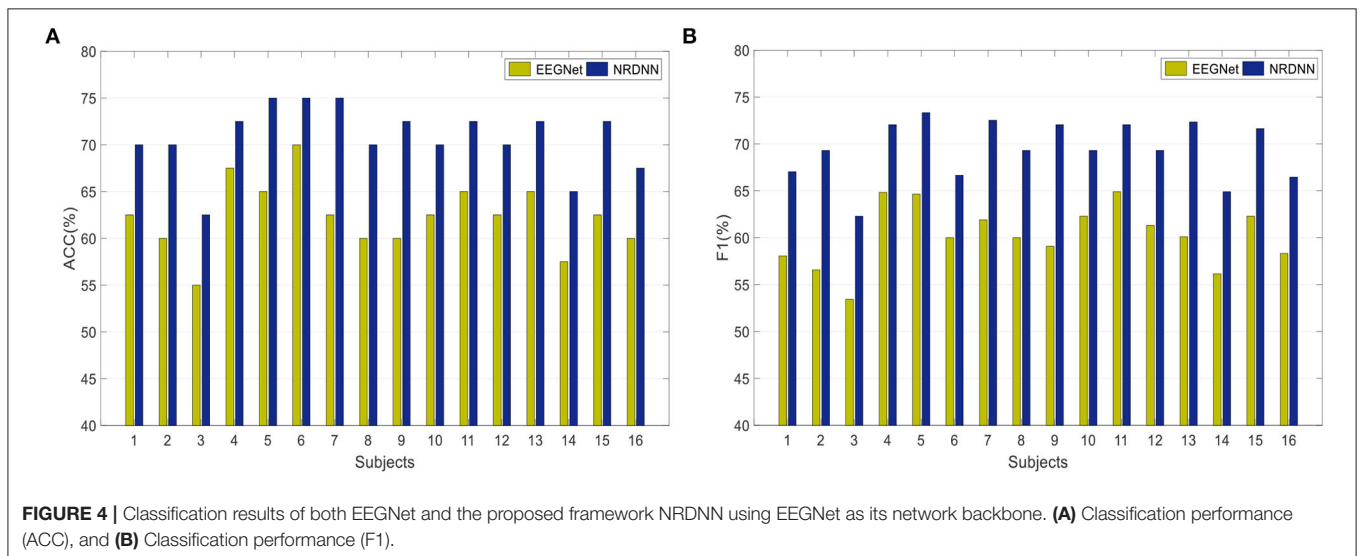 A
80
75
70
65
60
55
50
45
40
ACC(%)
EEGNet NRDNN
1 2 3 4 5 6 7 8 9 10 11 12 13 14 15 16
Subjects
B
80
75
70
65
60
55
50
45
40
F1(%)
EEGNet NRDNN
1 2 3 4 5 6 7 8 9 10 11 12 13 14 15 16
Subjects
FIGURE 4 | Classification results of both EEGNet and the proposed framework NRDNN using EEGNet as its network backbone. (A) Classification performance
(ACC), and (B) Classification performance (F1).